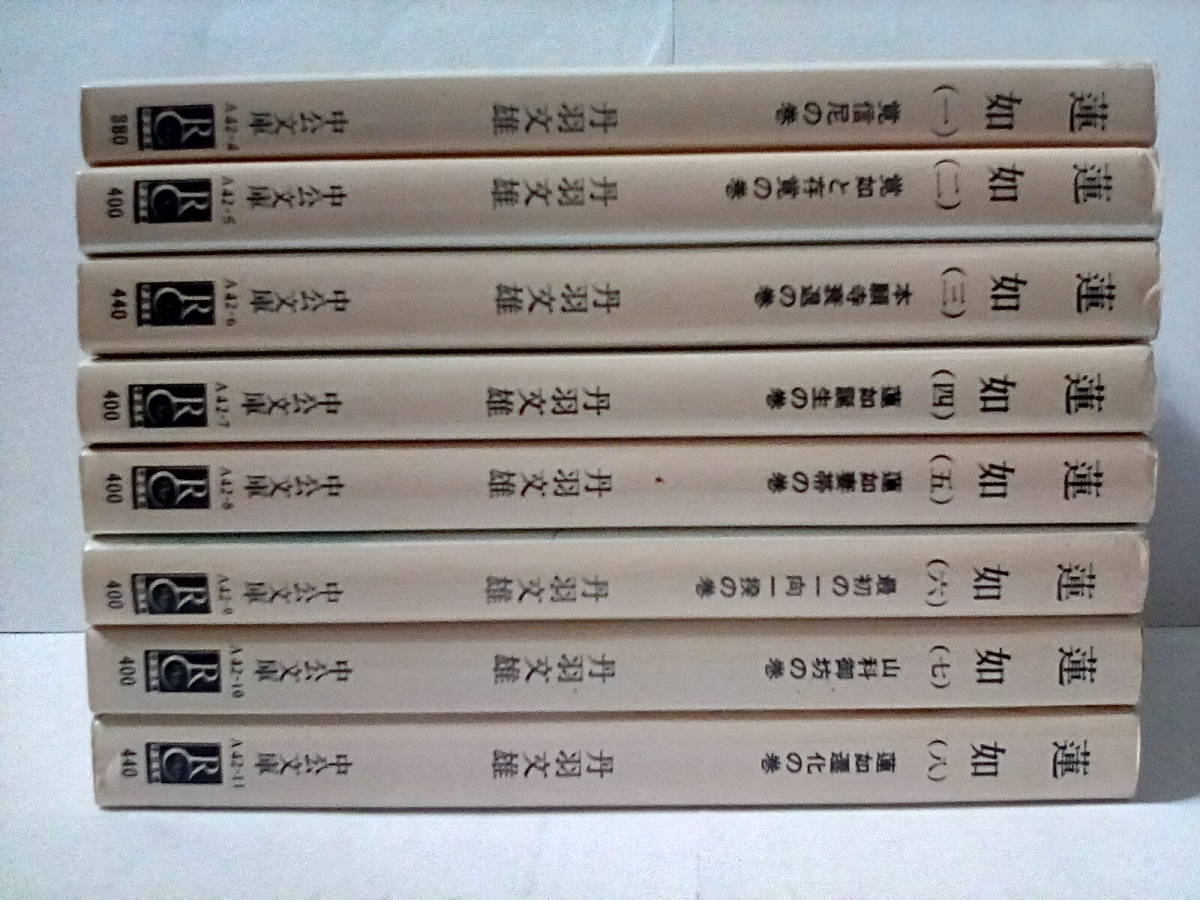 蓮如 (一) 覚信尼の巻 丹羽文雄 中公文庫 A42-4 380
蓮如 (二) 覚如と存覚の巻 丹羽文雄 中公文庫 A42-5 400
蓮如 (三) 本願寺衰退の巻 丹羽文雄 中公文庫 A42-6 440
蓮如 (四) 蓮如誕生の巻 丹羽文雄 中公文庫 A42-7 400
蓮如 (五) 蓮如妻帯の巻 丹羽文雄 中公文庫 A42-8 400
蓮如 (六) 最初の一向一揆の巻 丹羽文雄 中公文庫 A42-9 400
蓮如 (七) 山科御坊の巻 丹羽文雄 中公文庫 A42-10 400
蓮如 (八) 蓮如遷化の巻 丹羽文雄 中公文庫 A42-11 440